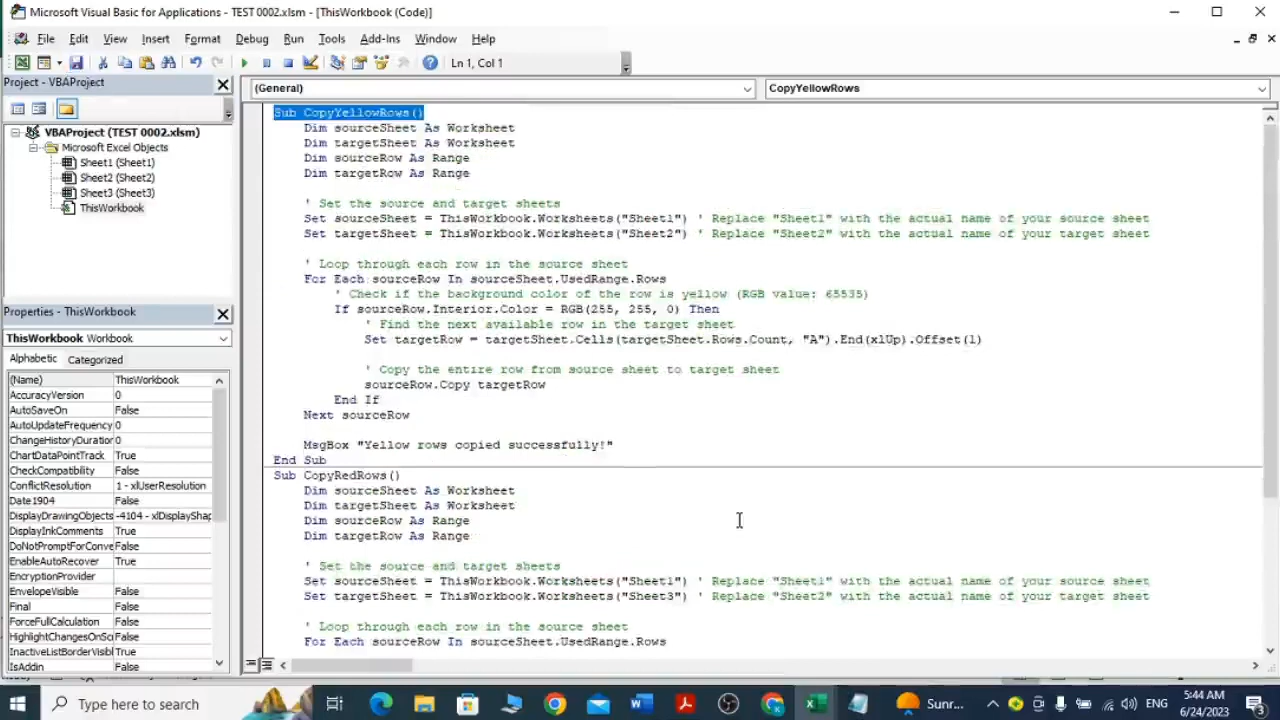 Microsoft Visual Basic for Applications - TEST 0002.xlsm - [ThisWorkbook (Code)]
File Edit View Insert Format Debug Run Tools Add-Ins Window Help
Ln 1, Col 1
Project - VBAProject
VBAProject (TEST 0002.xlsm)
Microsoft Excel Objects
Sheet1 (Sheet1)
Sheet2 (Sheet2)
Sheet3 (Sheet3)
ThisWorkbook
Properties - ThisWorkbook
ThisWorkbook Workbook
Alphabetic Categorized
(Name) ThisWorkbook
AccuracyVersion 0
AutoSaveOn False
AutoUpdateFrequency 0
ChangeHistoryDuration 0
ChartDataPointTrack True
CheckCompatibility False
ConflictResolution 1 - xlUserResolution
Date1904 False
DisplayDrawingObjects -4104 - xlDisplayShap
DisplayInkComments True
DoNotPromptForConve False
EnableAutoRecover True
EncryptionProvider
EnvelopeVisible False
Final False
ForceFullCalculation False
HighlightChangesOnSc False
InactiveListBorderVisibl True
IsAddin False
(General) CopyYellowRows
Sub CopyYellowRows()
Dim sourceSheet As Worksheet
Dim targetSheet As Worksheet
Dim sourceRow As Range
Dim targetRow As Range
' Set the source and target sheets
Set sourceSheet = ThisWorkbook.Worksheets("Sheet1") ' Replace "Sheet1" with the actual name of your source sheet
Set targetSheet = ThisWorkbook.Worksheets("Sheet2") ' Replace "Sheet2" with the actual name of your target sheet
' Loop through each row in the source sheet
For Each sourceRow In sourceSheet.UsedRange.Rows
' Check if the background color of the row is yellow (RGB value: 65535)
If sourceRow.Interior.Color = RGB(255, 255, 0) Then
' Find the next available row in the target sheet
Set targetRow = targetSheet.Cells(targetSheet.Rows.Count, "A").End(xlUp).Offset(1)
' Copy the entire row from source sheet to target sheet
sourceRow.Copy targetRow
End If
Next sourceRow
MsgBox "Yellow rows copied successfully!"
End Sub
Sub CopyRedRows()
Dim sourceSheet As Worksheet
Dim targetSheet As Worksheet
Dim sourceRow As Range
Dim targetRow As Range
' Set the source and target sheets
Set sourceSheet = ThisWorkbook.Worksheets("Sheet1") ' Replace "Sheet1" with the actual name of your source sheet
Set targetSheet = ThisWorkbook.Worksheets("Sheet3") ' Replace "Sheet2" with the actual name of your target sheet
' Loop through each row in the source sheet
For Each sourceRow In sourceSheet.UsedRange.Rows
Type here to search
Sunr...
ENG
5:44 AM
6/24/2023
3